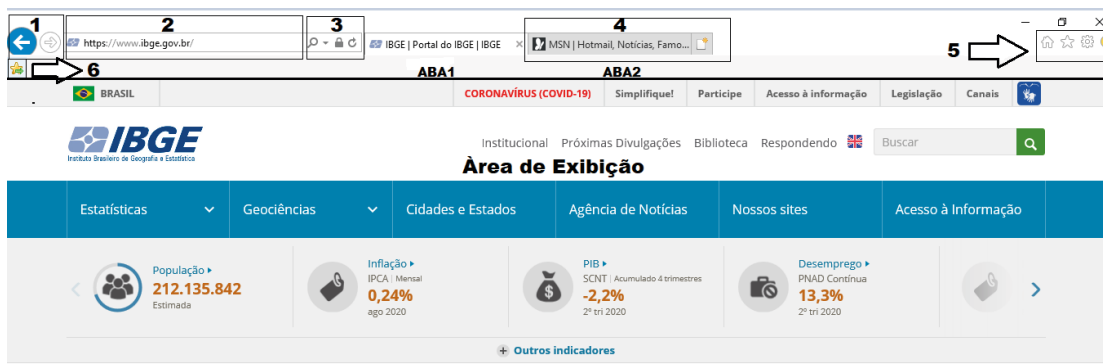 1 2 3 4
https://www.ibge.gov.br/ IBGE | Portal do IBGE | IBGE MSN | Hotmail, Notícias, Famo... 5
6 ABA1 ABA2
BRASIL CORONAVÍRUS (COVID-19) Simplifique! Participe Acesso à informação Legislação Canais
IBGE
Instituto Brasileiro de Geografia e Estatística
Institucional Próximas Divulgações Biblioteca Respondendo Buscar
Àrea de Exibição
Estatísticas Geociências Cidades e Estados Agência de Notícias Nossos sites Acesso à Informação
População
212.135.842
Estimada
Inflação
IPCA | Mensal
0,24%
ago 2020
PIB
SCNT | Acumulado 4 trimestres
-2,2%
2º tri 2020
Desemprego
PNAD Contínua
13,3%
2º tri 2020
Outros indicadores